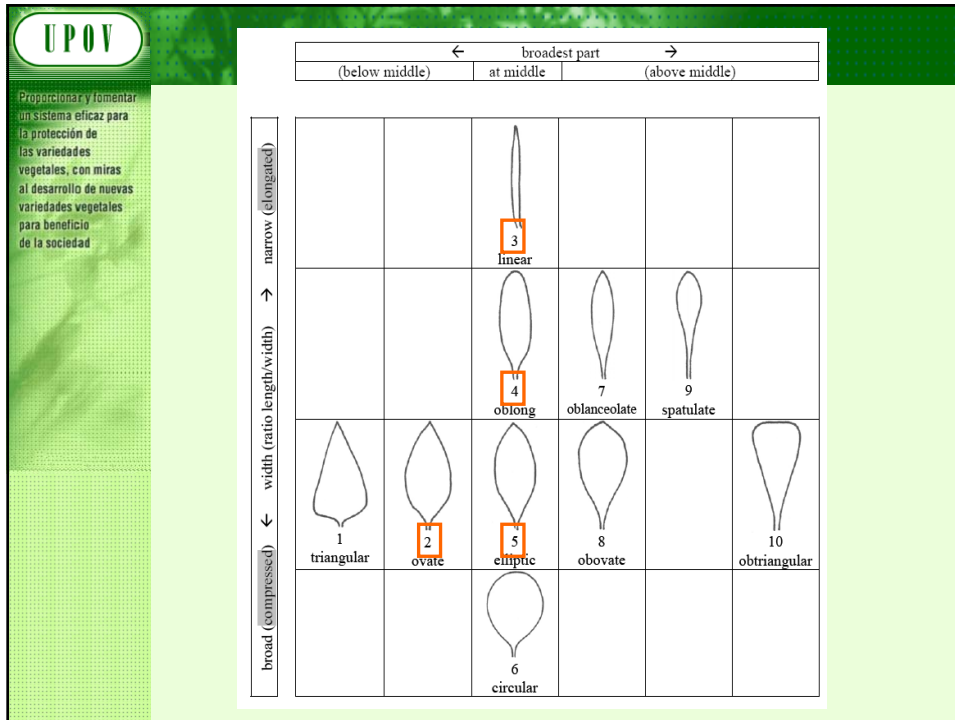 UPOV
Proporcionar y fomentar
un sistema eficaz para
la protección de
las variedades
vegetales, con miras
al desarrollo de nuevas
variedades vegetales
para beneficio
de la sociedad
← broadest part →
(below middle) at middle (above middle)
broad (compressed) ← width (ratio length/width) → narrow (elongated)
3
linear
4 7 9
oblong oblanceolate spatulate
1 2 5 8 10
triangular ovate elliptic obovate obtriangular
6
circular